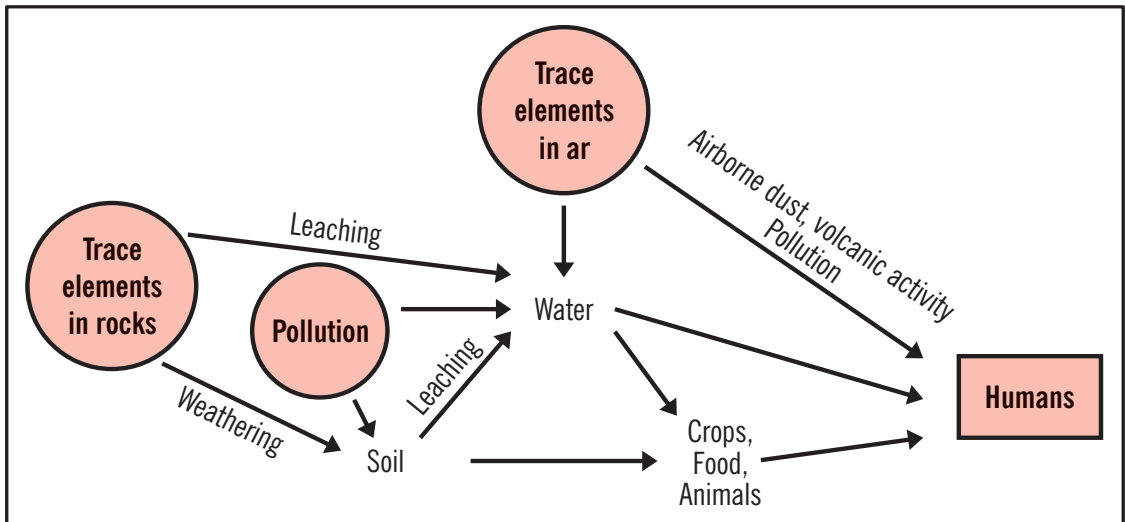 Trace
elements
in ar
Airborne dust, volcanic activity
Pollution
Leaching
Trace
elements
in rocks
Pollution
Water
Leaching
Weathering
Soil
Crops,
Food,
Animals
Humans